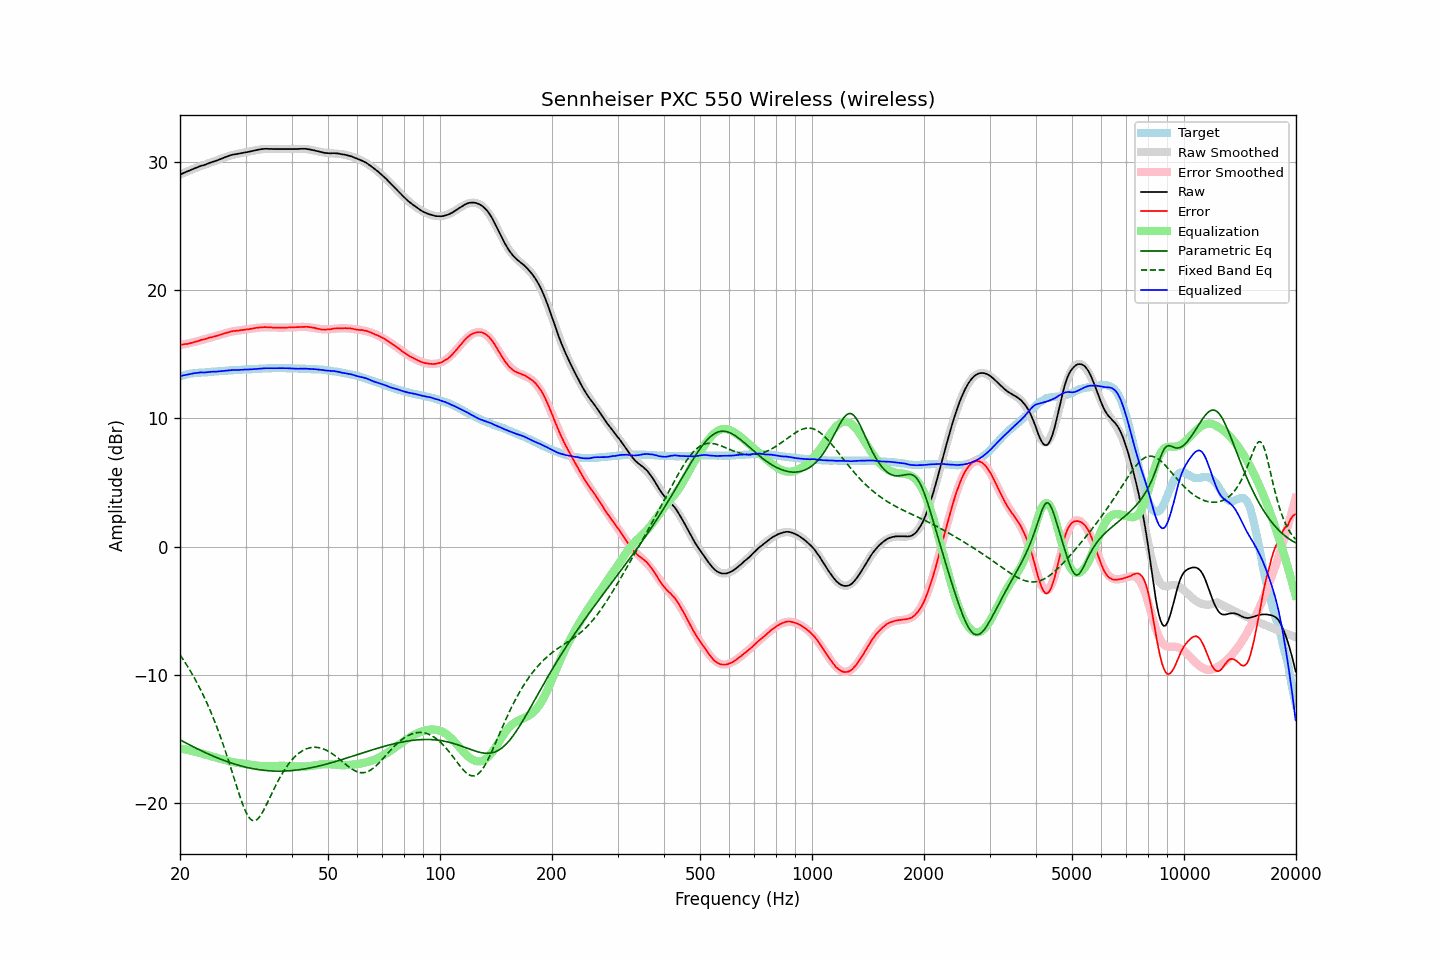 Sennheiser PXC 550 Wireless (wireless)
Target
Raw Smoothed
Error Smoothed
Raw
Error
Equalization
Parametric Eq
Fixed Band Eq
Equalized
Amplitude (dBr)
30
20
10
0
−10
−20
20 50 100 200 500 1000 2000 5000 10000 20000
Frequency (Hz)